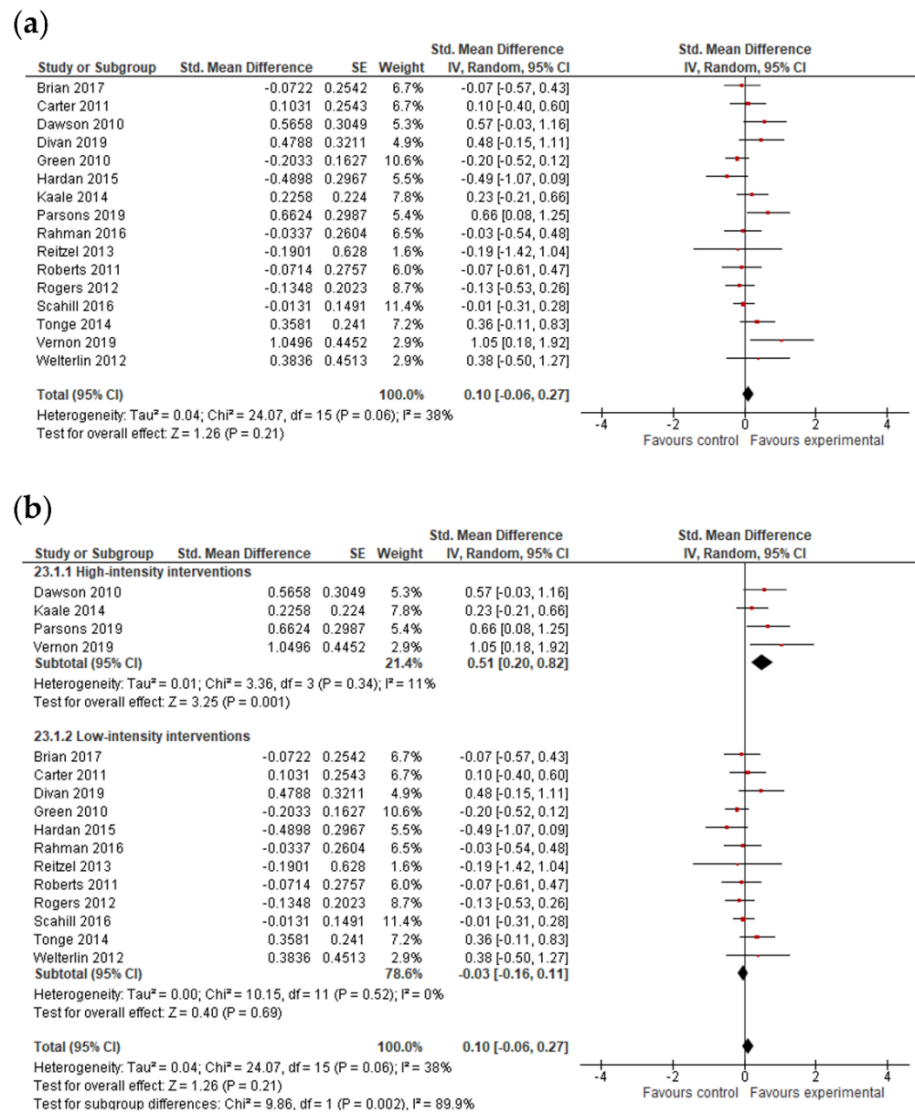 (a)
Std. Mean Difference Std. Mean Difference
Study or Subgroup Std. Mean Difference SE Weight IV, Random, 95% CI IV, Random, 95% CI
Brian 2017 -0.0722 0.2542 6.7% -0.07 [-0.57, 0.43]
Carter 2011 0.1031 0.2543 6.7% 0.10 [-0.40, 0.60]
Dawson 2010 0.5658 0.3049 5.3% 0.57 [-0.03, 1.16]
Divan 2019 0.4788 0.3211 4.9% 0.48 [-0.15, 1.11]
Green 2010 -0.2033 0.1627 10.6% -0.20 [-0.52, 0.12]
Hardan 2015 -0.4898 0.2967 5.5% -0.49 [-1.07, 0.09]
Kaale 2014 0.2258 0.224 7.8% 0.23 [-0.21, 0.66]
Parsons 2019 0.6624 0.2987 5.4% 0.66 [0.08, 1.25]
Rahman 2016 -0.0337 0.2604 6.5% -0.03 [-0.54, 0.48]
Reitzel 2013 -0.1901 0.628 1.6% -0.19 [-1.42, 1.04]
Roberts 2011 -0.0714 0.2757 6.0% -0.07 [-0.61, 0.47]
Rogers 2012 -0.1348 0.2023 8.7% -0.13 [-0.53, 0.26]
Scahill 2016 -0.0131 0.1491 11.4% -0.01 [-0.31, 0.28]
Tonge 2014 0.3581 0.241 7.2% 0.36 [-0.11, 0.83]
Vernon 2019 1.0496 0.4452 2.9% 1.05 [0.18, 1.92]
Welterlin 2012 0.3836 0.4513 2.9% 0.38 [-0.50, 1.27]
Total (95% CI) 100.0% 0.10 [-0.06, 0.27]
Heterogeneity: Tau² = 0.04; Chi² = 24.07, df = 15 (P = 0.06); I² = 38%
Test for overall effect: Z = 1.26 (P = 0.21)
-4 -2 0 2 4
Favours control Favours experimental
(b)
Std. Mean Difference Std. Mean Difference
Study or Subgroup Std. Mean Difference SE Weight IV, Random, 95% CI IV, Random, 95% CI
23.1.1 High-intensity interventions
Dawson 2010 0.5658 0.3049 5.3% 0.57 [-0.03, 1.16]
Kaale 2014 0.2258 0.224 7.8% 0.23 [-0.21, 0.66]
Parsons 2019 0.6624 0.2987 5.4% 0.66 [0.08, 1.25]
Vernon 2019 1.0496 0.4452 2.9% 1.05 [0.18, 1.92]
Subtotal (95% CI) 21.4% 0.51 [0.20, 0.82]
Heterogeneity: Tau² = 0.01; Chi² = 3.36, df = 3 (P = 0.34); I² = 11%
Test for overall effect: Z = 3.25 (P = 0.001)
23.1.2 Low-intensity interventions
Brian 2017 -0.0722 0.2542 6.7% -0.07 [-0.57, 0.43]
Carter 2011 0.1031 0.2543 6.7% 0.10 [-0.40, 0.60]
Divan 2019 0.4788 0.3211 4.9% 0.48 [-0.15, 1.11]
Green 2010 -0.2033 0.1627 10.6% -0.20 [-0.52, 0.12]
Hardan 2015 -0.4898 0.2967 5.5% -0.49 [-1.07, 0.09]
Rahman 2016 -0.0337 0.2604 6.5% -0.03 [-0.54, 0.48]
Reitzel 2013 -0.1901 0.628 1.6% -0.19 [-1.42, 1.04]
Roberts 2011 -0.0714 0.2757 6.0% -0.07 [-0.61, 0.47]
Rogers 2012 -0.1348 0.2023 8.7% -0.13 [-0.53, 0.26]
Scahill 2016 -0.0131 0.1491 11.4% -0.01 [-0.31, 0.28]
Tonge 2014 0.3581 0.241 7.2% 0.36 [-0.11, 0.83]
Welterlin 2012 0.3836 0.4513 2.9% 0.38 [-0.50, 1.27]
Subtotal (95% CI) 78.6% -0.03 [-0.16, 0.11]
Heterogeneity: Tau² = 0.00; Chi² = 10.15, df = 11 (P = 0.52); I² = 0%
Test for overall effect: Z = 0.40 (P = 0.69)
Total (95% CI) 100.0% 0.10 [-0.06, 0.27]
Heterogeneity: Tau² = 0.04; Chi² = 24.07, df = 15 (P = 0.06); I² = 38%
Test for overall effect: Z = 1.26 (P = 0.21)
Test for subgroup differences: Chi² = 9.86, df = 1 (P = 0.002), I² = 89.9%
-4 -2 0 2 4
Favours control Favours experimental